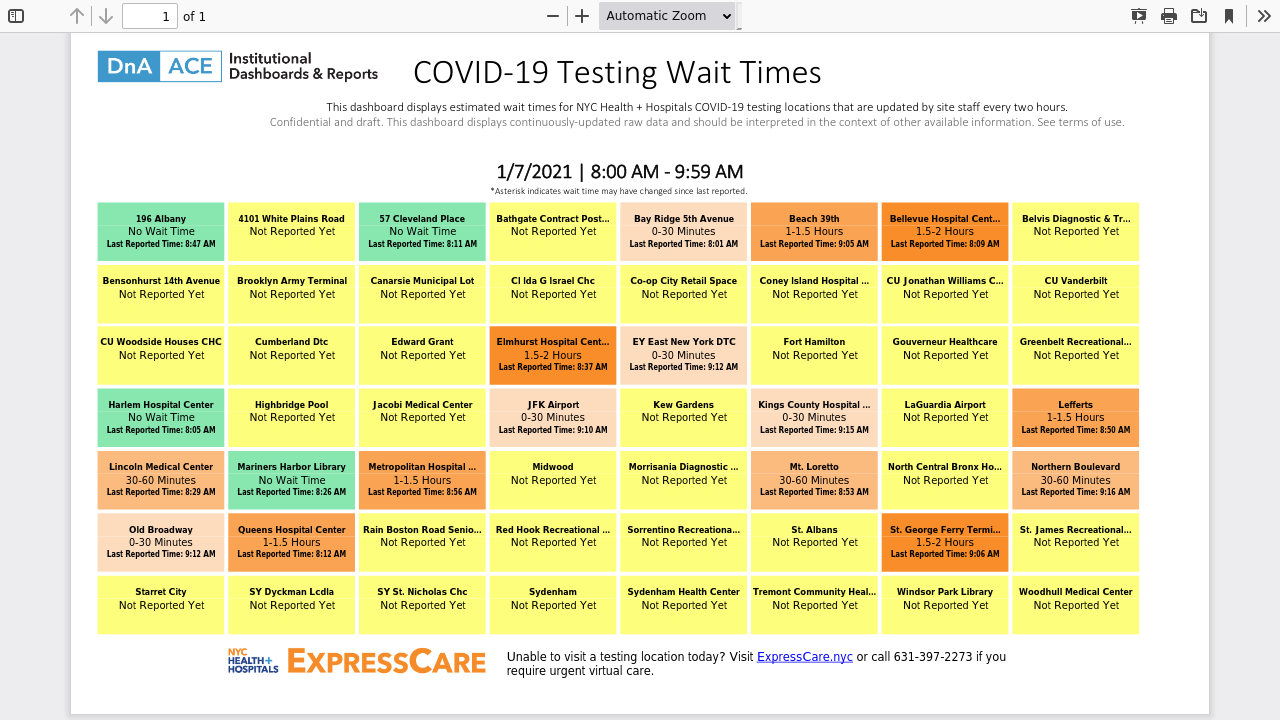 1
of 1
Automatic Zoom
DnA ACE Institutional Dashboards & Reports
COVID-19 Testing Wait Times
This dashboard displays estimated wait times for NYC Health + Hospitals COVID-19 testing locations that are updated by site staff every two hours.
Confidential and draft. This dashboard displays continuously-updated raw data and should be interpreted in the context of other available information. See terms of use.
1/7/2021 | 8:00 AM - 9:59 AM
*Asterisk indicates wait time may have changed since last reported.
196 Albany
No Wait Time
Last Reported Time: 8:47 AM
4101 White Plains Road
Not Reported Yet
57 Cleveland Place
No Wait Time
Last Reported Time: 8:11 AM
Bathgate Contract Post...
Not Reported Yet
Bay Ridge 5th Avenue
0-30 Minutes
Last Reported Time: 8:01 AM
Beach 39th
1-1.5 Hours
Last Reported Time: 9:05 AM
Bellevue Hospital Cent...
1.5-2 Hours
Last Reported Time: 8:09 AM
Belvis Diagnostic & Tr...
Not Reported Yet
Bensonhurst 14th Avenue
Not Reported Yet
Brooklyn Army Terminal
Not Reported Yet
Canarsie Municipal Lot
Not Reported Yet
CI Ida G Israel Chc
Not Reported Yet
Co-op City Retail Space
Not Reported Yet
Coney Island Hospital ...
Not Reported Yet
CU Jonathan Williams C...
Not Reported Yet
CU Vanderbilt
Not Reported Yet
CU Woodside Houses CHC
Not Reported Yet
Cumberland Dtc
Not Reported Yet
Edward Grant
Not Reported Yet
Elmhurst Hospital Cent...
1.5-2 Hours
Last Reported Time: 8:37 AM
EY East New York DTC
0-30 Minutes
Last Reported Time: 9:12 AM
Fort Hamilton
Not Reported Yet
Gouverneur Healthcare
Not Reported Yet
Greenbelt Recreational...
Not Reported Yet
Harlem Hospital Center
No Wait Time
Last Reported Time: 8:05 AM
Highbridge Pool
Not Reported Yet
Jacobi Medical Center
Not Reported Yet
JFK Airport
0-30 Minutes
Last Reported Time: 9:10 AM
Kew Gardens
Not Reported Yet
Kings County Hospital ...
0-30 Minutes
Last Reported Time: 9:15 AM
LaGuardia Airport
Not Reported Yet
Lefferts
1-1.5 Hours
Last Reported Time: 8:50 AM
Lincoln Medical Center
30-60 Minutes
Last Reported Time: 8:29 AM
Mariners Harbor Library
No Wait Time
Last Reported Time: 8:26 AM
Metropolitan Hospital ...
1-1.5 Hours
Last Reported Time: 8:56 AM
Midwood
Not Reported Yet
Morrisania Diagnostic ...
Not Reported Yet
Mt. Loretto
30-60 Minutes
Last Reported Time: 8:53 AM
North Central Bronx Ho...
Not Reported Yet
Northern Boulevard
30-60 Minutes
Last Reported Time: 9:16 AM
Old Broadway
0-30 Minutes
Last Reported Time: 9:12 AM
Queens Hospital Center
1-1.5 Hours
Last Reported Time: 8:12 AM
Rain Boston Road Senio...
Not Reported Yet
Red Hook Recreational ...
Not Reported Yet
Sorrentino Recreationa...
Not Reported Yet
St. Albans
Not Reported Yet
St. George Ferry Termi...
1.5-2 Hours
Last Reported Time: 9:06 AM
St. James Recreational...
Not Reported Yet
Starret City
Not Reported Yet
SY Dyckman Lcdla
Not Reported Yet
SY St. Nicholas Chc
Not Reported Yet
Sydenham
Not Reported Yet
Sydenham Health Center
Not Reported Yet
Tremont Community Heal...
Not Reported Yet
Windsor Park Library
Not Reported Yet
Woodhull Medical Center
Not Reported Yet
NYC
HEALTH+
HOSPITALS
EXPRESSCARE
Unable to visit a testing location today? Visit ExpressCare.nyc or call 631-397-2273 if you
require urgent virtual care.